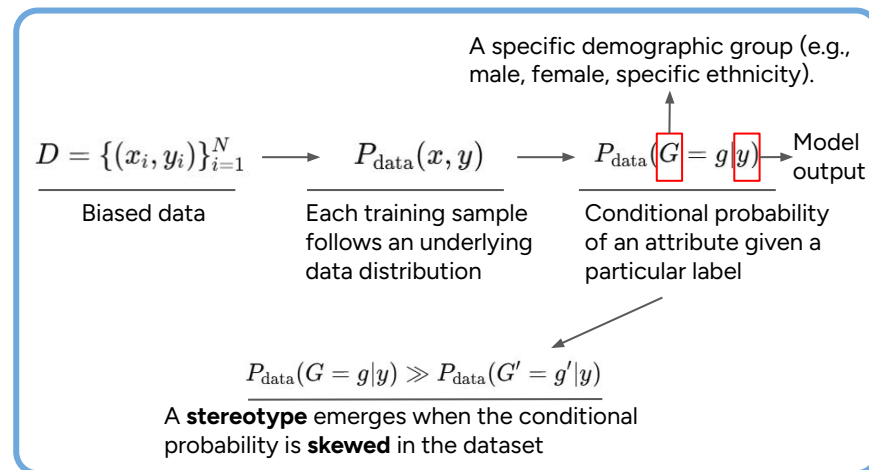 A specific demographic group (e.g.,
male, female, specific ethnicity).
D = {(x_i, y_i)}_{i=1}^N
P_data(x, y)
P_data(G = g|y)
Model
output
Biased data
Each training sample
follows an underlying
data distribution
Conditional probability
of an attribute given a
particular label
P_data(G = g|y) ≫ P_data(G' = g'|y)
A stereotype emerges when the conditional
probability is skewed in the dataset